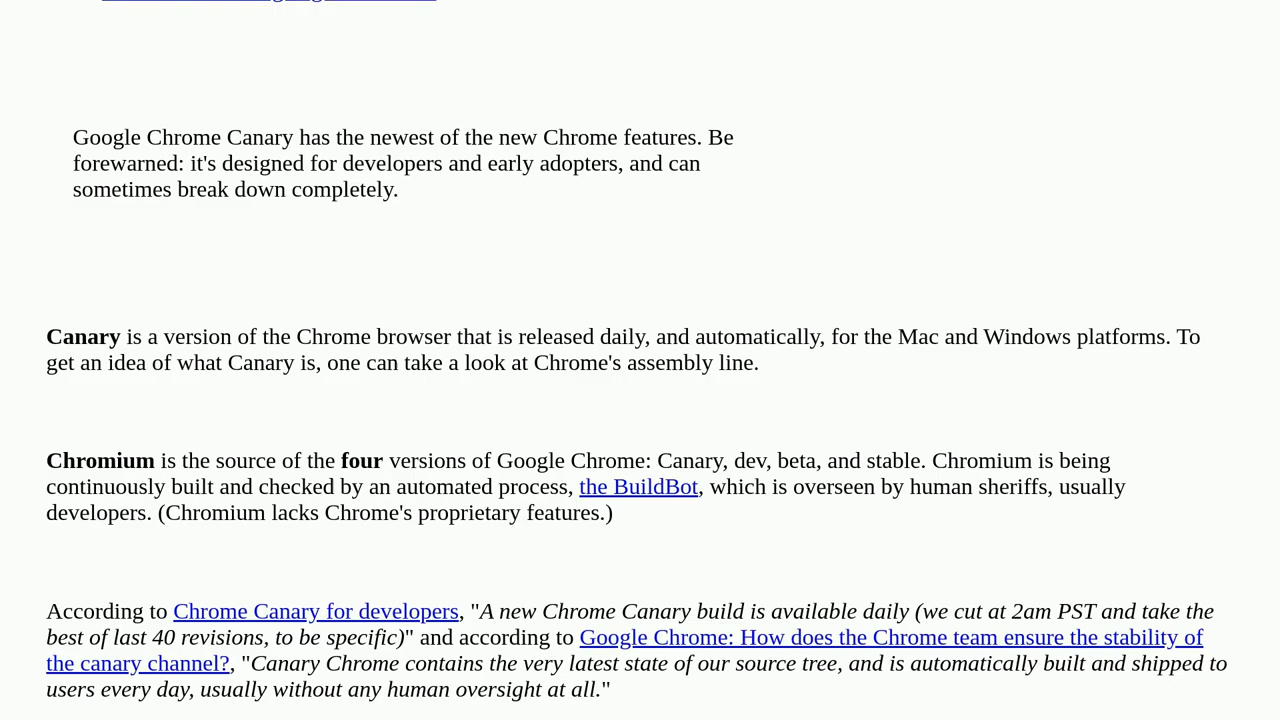 Google Chrome Canary has the newest of the new Chrome features. Be
forewarned: it's designed for developers and early adopters, and can
sometimes break down completely.
Canary is a version of the Chrome browser that is released daily, and automatically, for the Mac and Windows platforms. To
get an idea of what Canary is, one can take a look at Chrome's assembly line.
Chromium is the source of the four versions of Google Chrome: Canary, dev, beta, and stable. Chromium is being
continuously built and checked by an automated process, the BuildBot, which is overseen by human sheriffs, usually
developers. (Chromium lacks Chrome's proprietary features.)
According to Chrome Canary for developers, "A new Chrome Canary build is available daily (we cut at 2am PST and take the
best of last 40 revisions, to be specific)" and according to Google Chrome: How does the Chrome team ensure the stability of
the canary channel?, "Canary Chrome contains the very latest state of our source tree, and is automatically built and shipped to
users every day, usually without any human oversight at all."